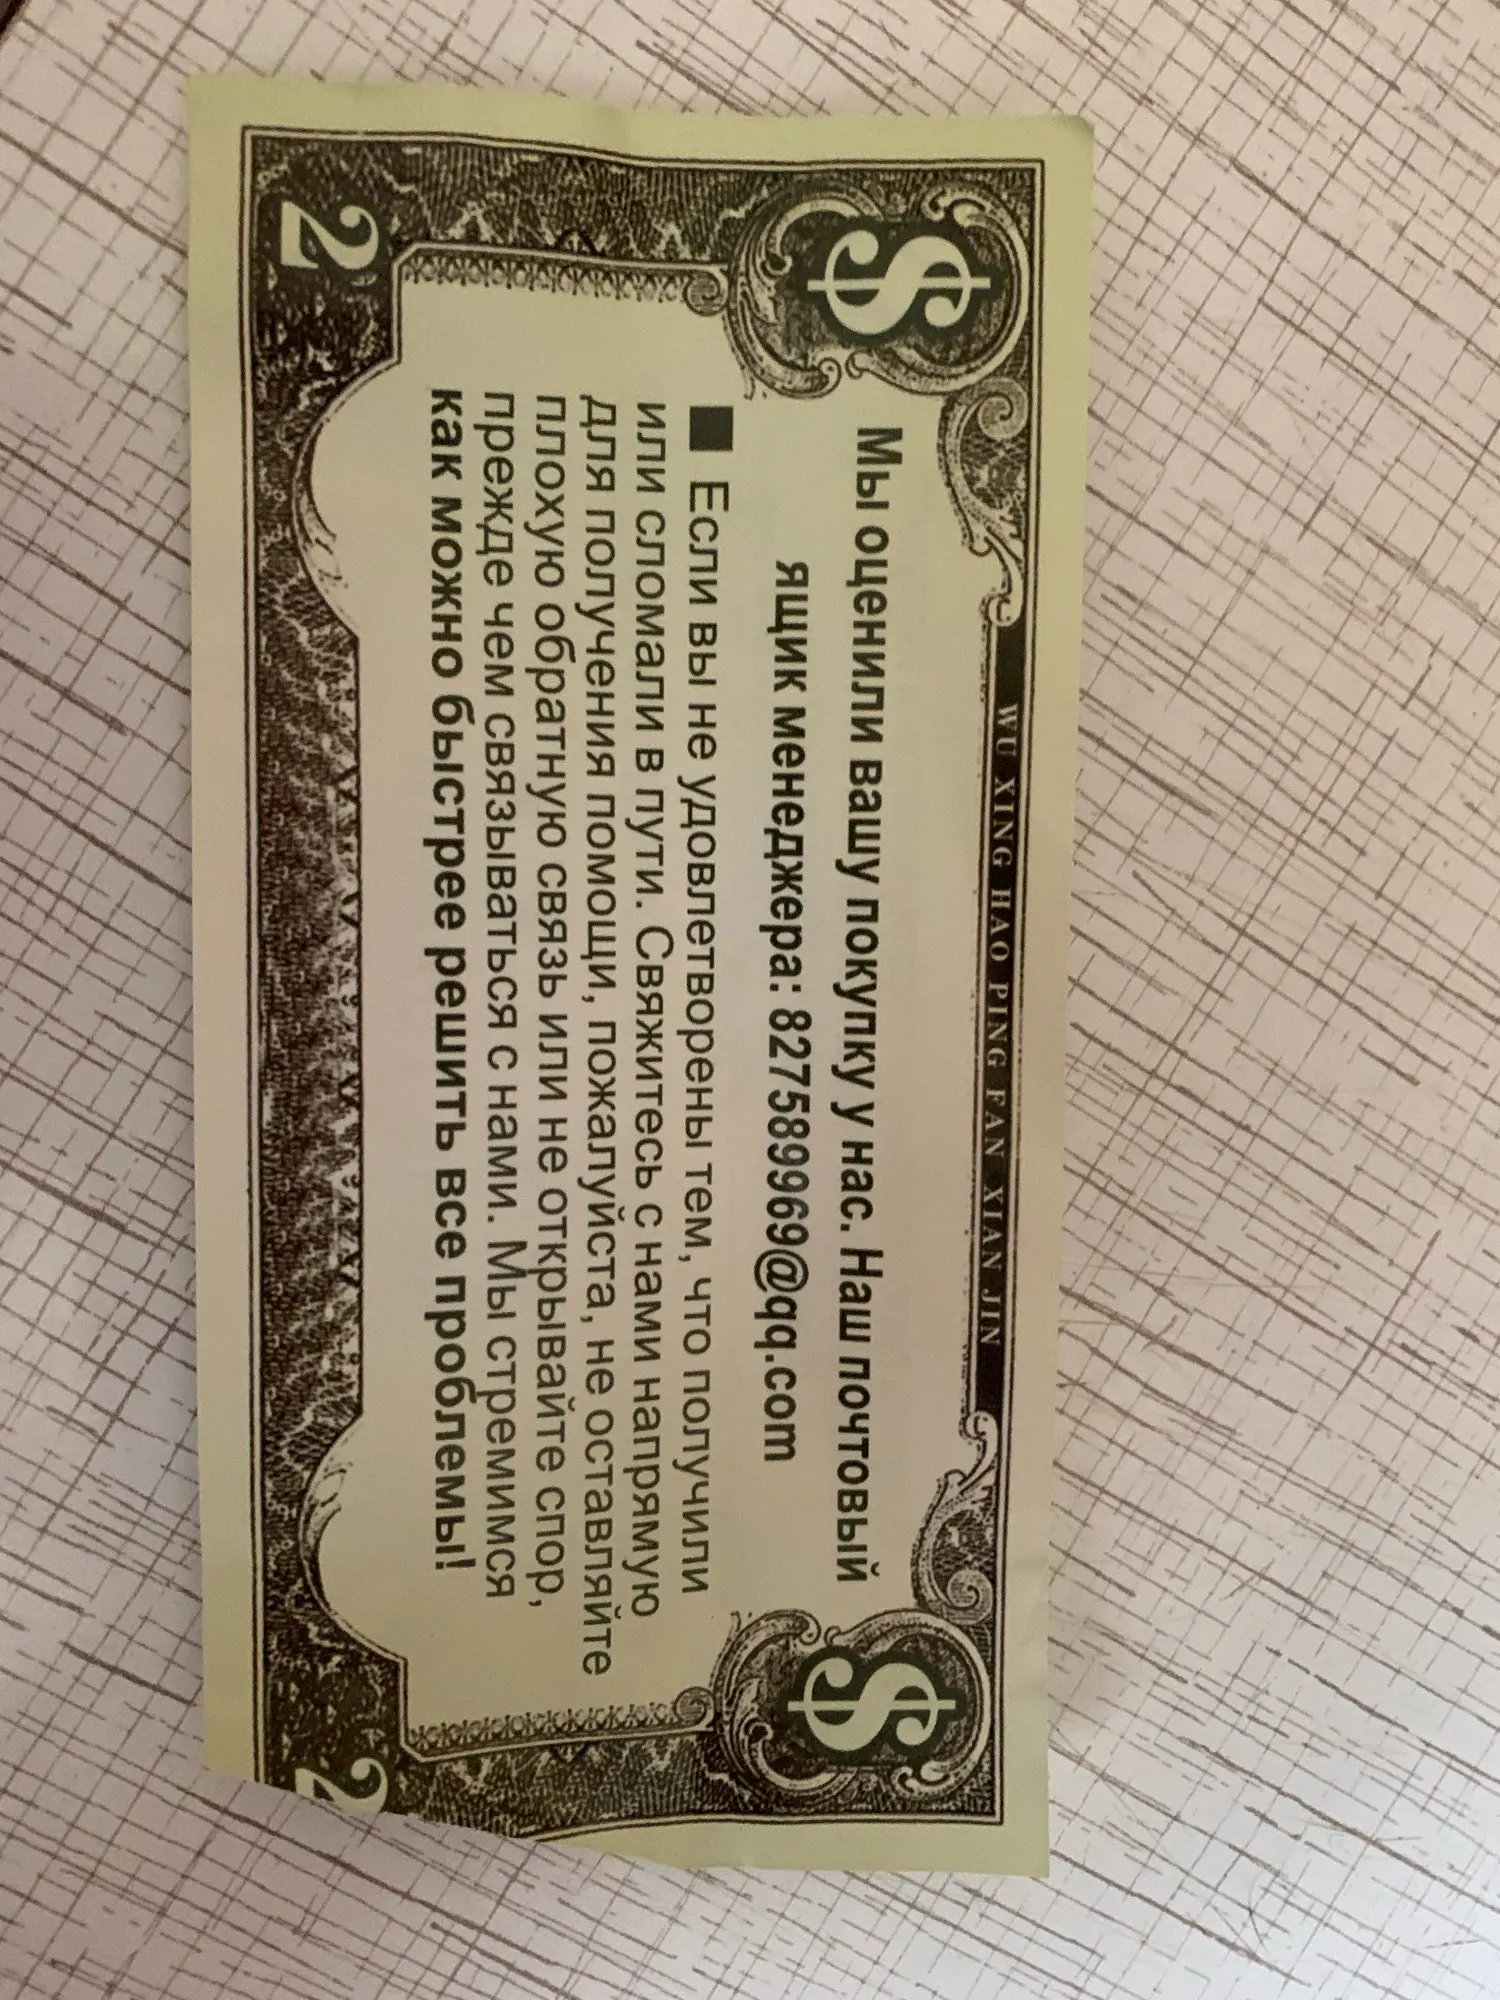 WU XING HAO PING FAN XIAN JIN
$ $
Мы оценили вашу покупку у нас. Наш почтовый
ящик менеджера: 827589969@qq.com
■ Если вы не удовлетворены тем, что получили
или сломали в пути. Свяжитесь с нами напрямую
для получения помощи, пожалуйста, не оставляйте
плохую обратную связь или не открывайте спор,
прежде чем связываться с нами. Мы стремимся
как можно быстрее решить все проблемы!
2 2